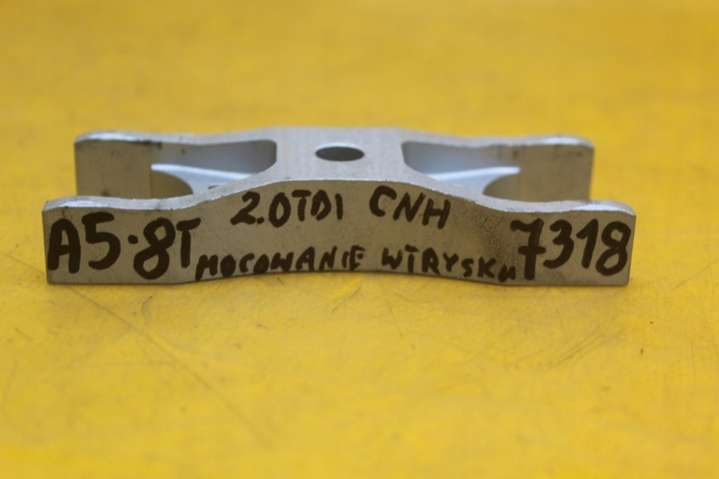 A5·8T 2.0TDI CNH 7318
MOCOWANIE WTRYSKU